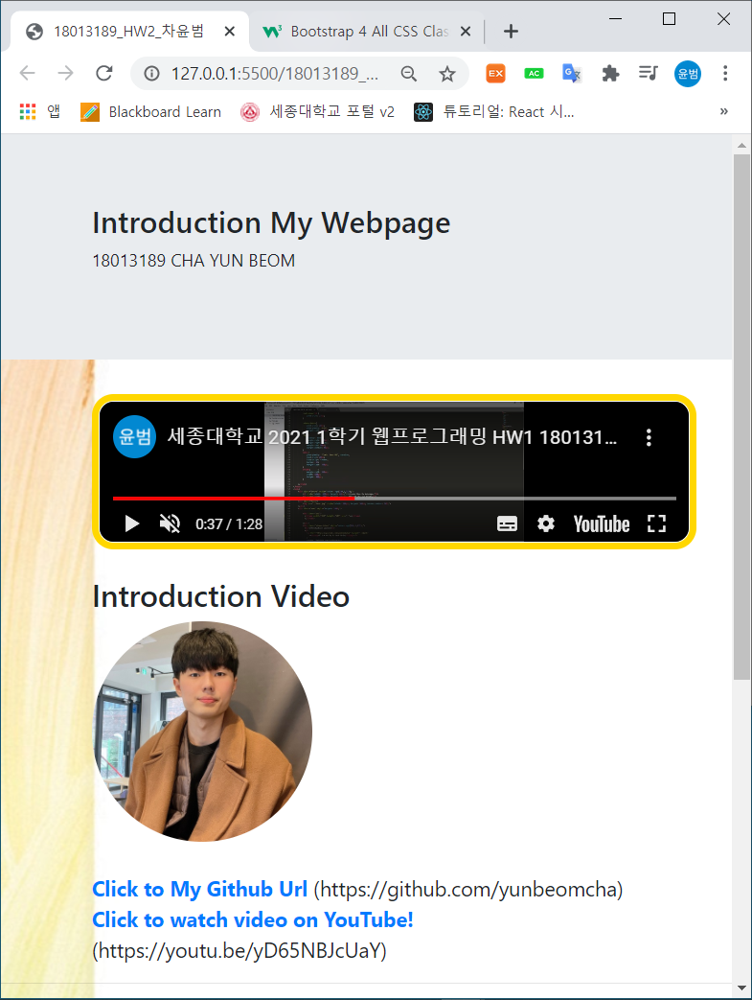 18013189_HW2_차윤범
Bootstrap 4 All CSS Clas
127.0.0.1:5500/18013189_...
EX
AC
윤범
앱
Blackboard Learn
세종대학교 포털 v2
튜토리얼: React 시...
Introduction My Webpage
18013189 CHA YUN BEOM
윤범
세종대학교 2021 1학기 웹프로그래밍 HW1 180131...
0:37 / 1:28
YouTube
Introduction Video
Click to My Github Url (https://github.com/yunbeomcha)
Click to watch video on YouTube!
(https://youtu.be/yD65NBJcUaY)